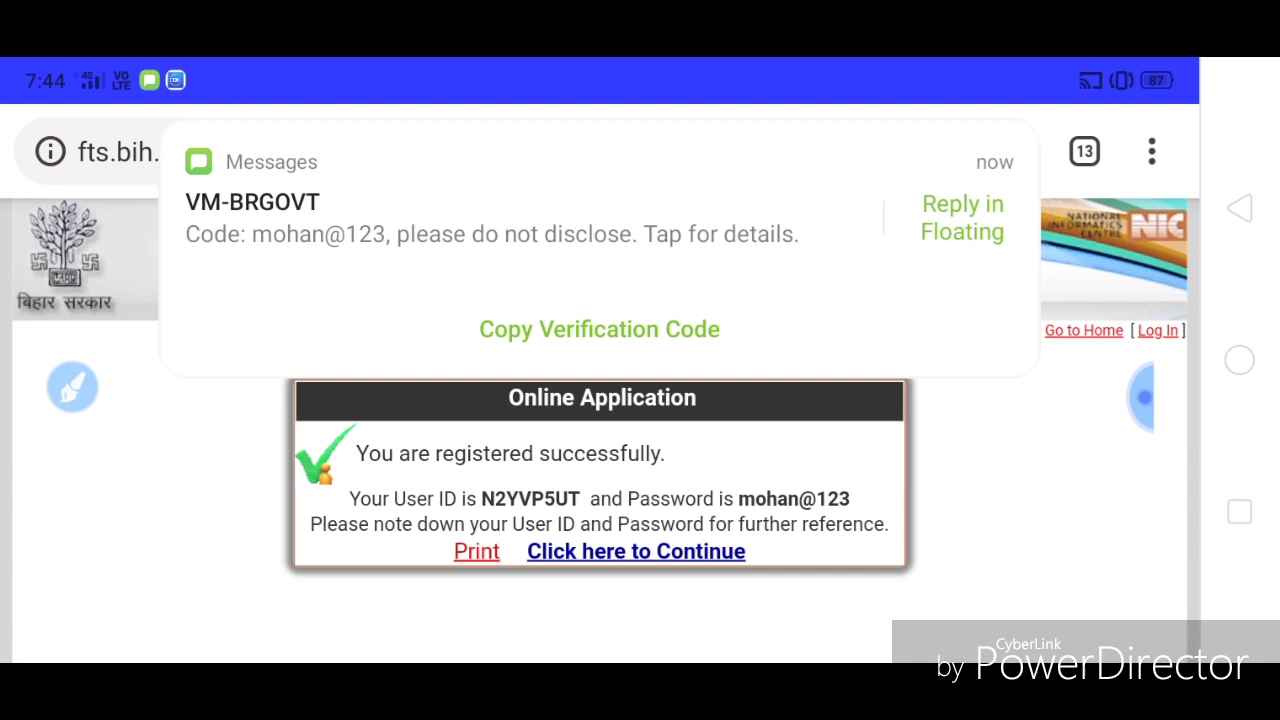 7:44 4G VO LTE 87
fts.bih. 13
Messages now
VM-BRGOVT
Code: mohan@123, please do not disclose. Tap for details.
Reply in
Floating
Copy Verification Code
बिहार सरकार
NATIONAL
INFORMATICS
CENTRE
NIC
Go to Home [ Log In ]
Online Application
You are registered successfully.
Your User ID is N2YVP5UT and Password is mohan@123
Please note down your User ID and Password for further reference.
Print Click here to Continue
CyberLink
by PowerDirector